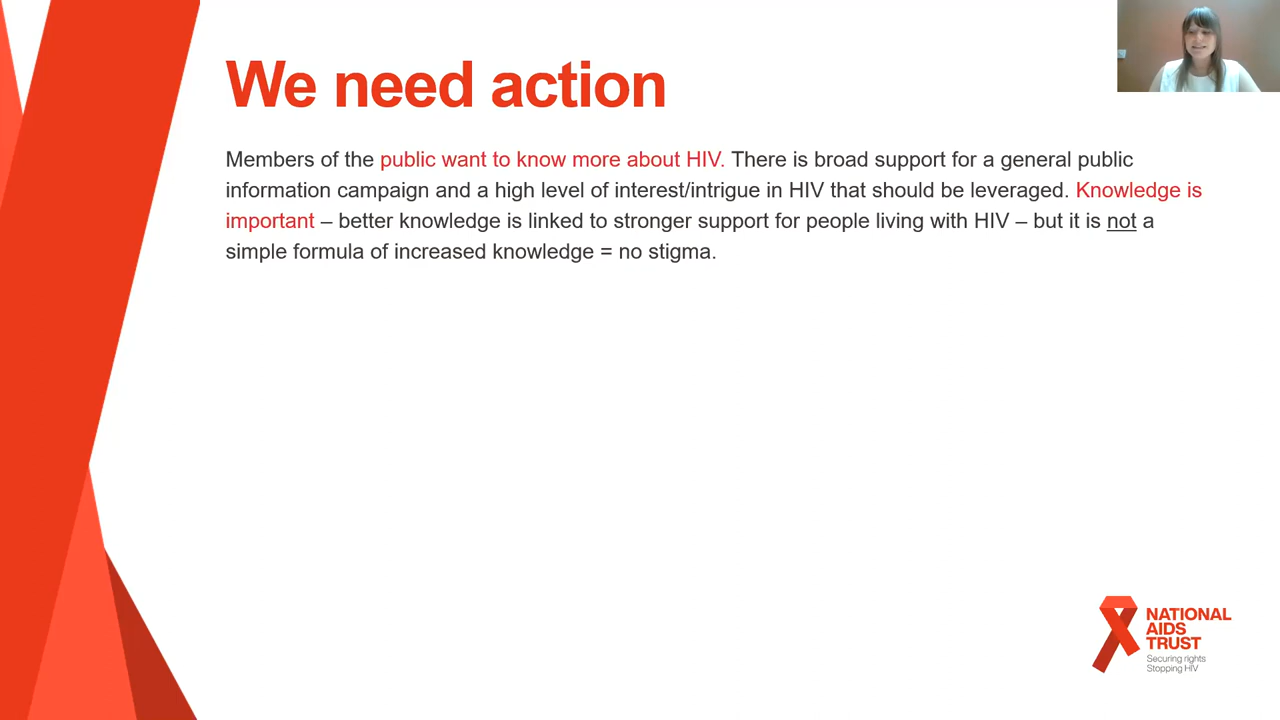 We need action
Members of the public want to know more about HIV. There is broad support for a general public
information campaign and a high level of interest/intrigue in HIV that should be leveraged. Knowledge is
important – better knowledge is linked to stronger support for people living with HIV – but it is not a
simple formula of increased knowledge = no stigma.
NATIONAL
AIDS
TRUST
Securing rights
Stopping HIV